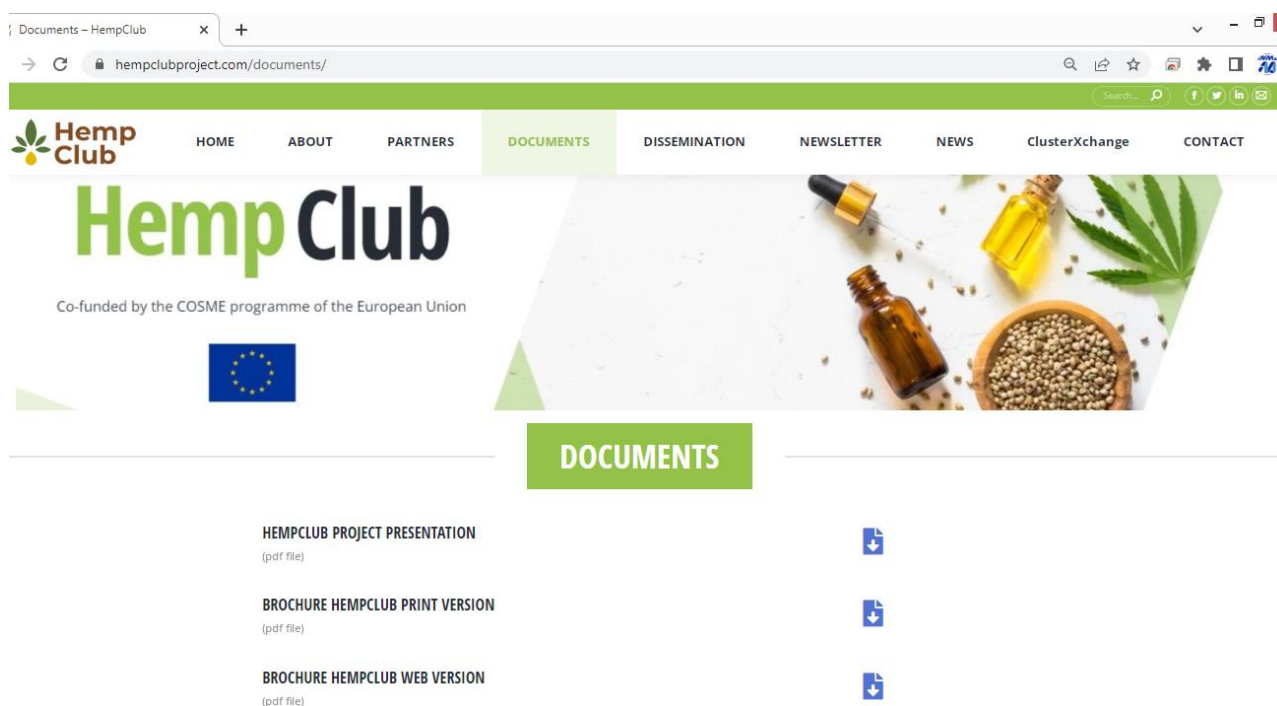 Documents – HempClub
hempclubproject.com/documents/
Search...
Hemp
Club
HOME ABOUT PARTNERS DOCUMENTS DISSEMINATION NEWSLETTER NEWS ClusterXchange CONTACT
Hemp Club
Co-funded by the COSME programme of the European Union
DOCUMENTS
HEMPCLUB PROJECT PRESENTATION
(pdf file)
BROCHURE HEMPCLUB PRINT VERSION
(pdf file)
BROCHURE HEMPCLUB WEB VERSION
(pdf file)